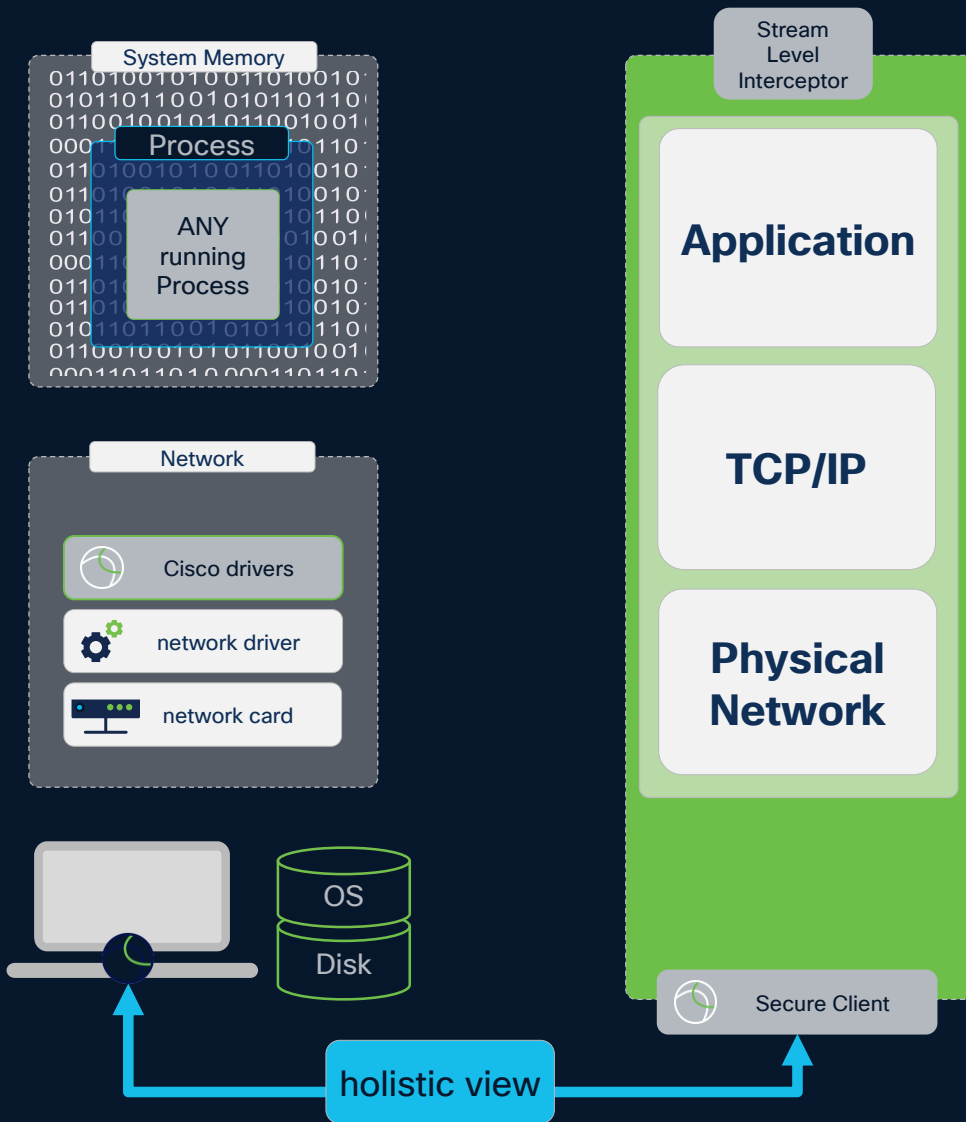 System Memory
Process
ANY
running
Process
Network
Cisco drivers
network driver
network card
OS
Disk
Stream
Level
Interceptor
Application
TCP/IP
Physical
Network
Secure Client
holistic view